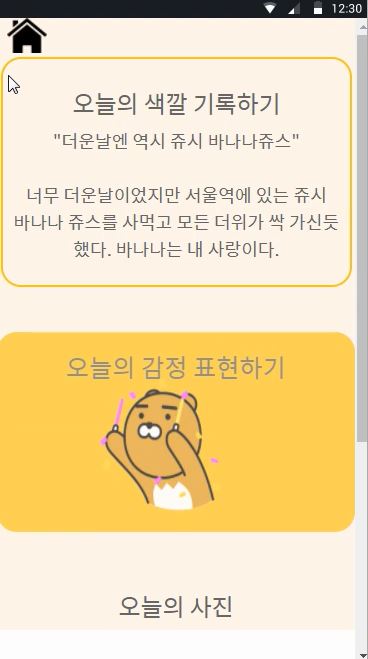 12:30
오늘의 색깔 기록하기
"더운날엔 역시 쥬시 바나나쥬스"
너무 더운날이었지만 서울역에 있는 쥬시
바나나 쥬스를 사먹고 모든 더위가 싹 가신듯
했다. 바나나는 내 사랑이다.
오늘의 감정 표현하기
오늘의 사진